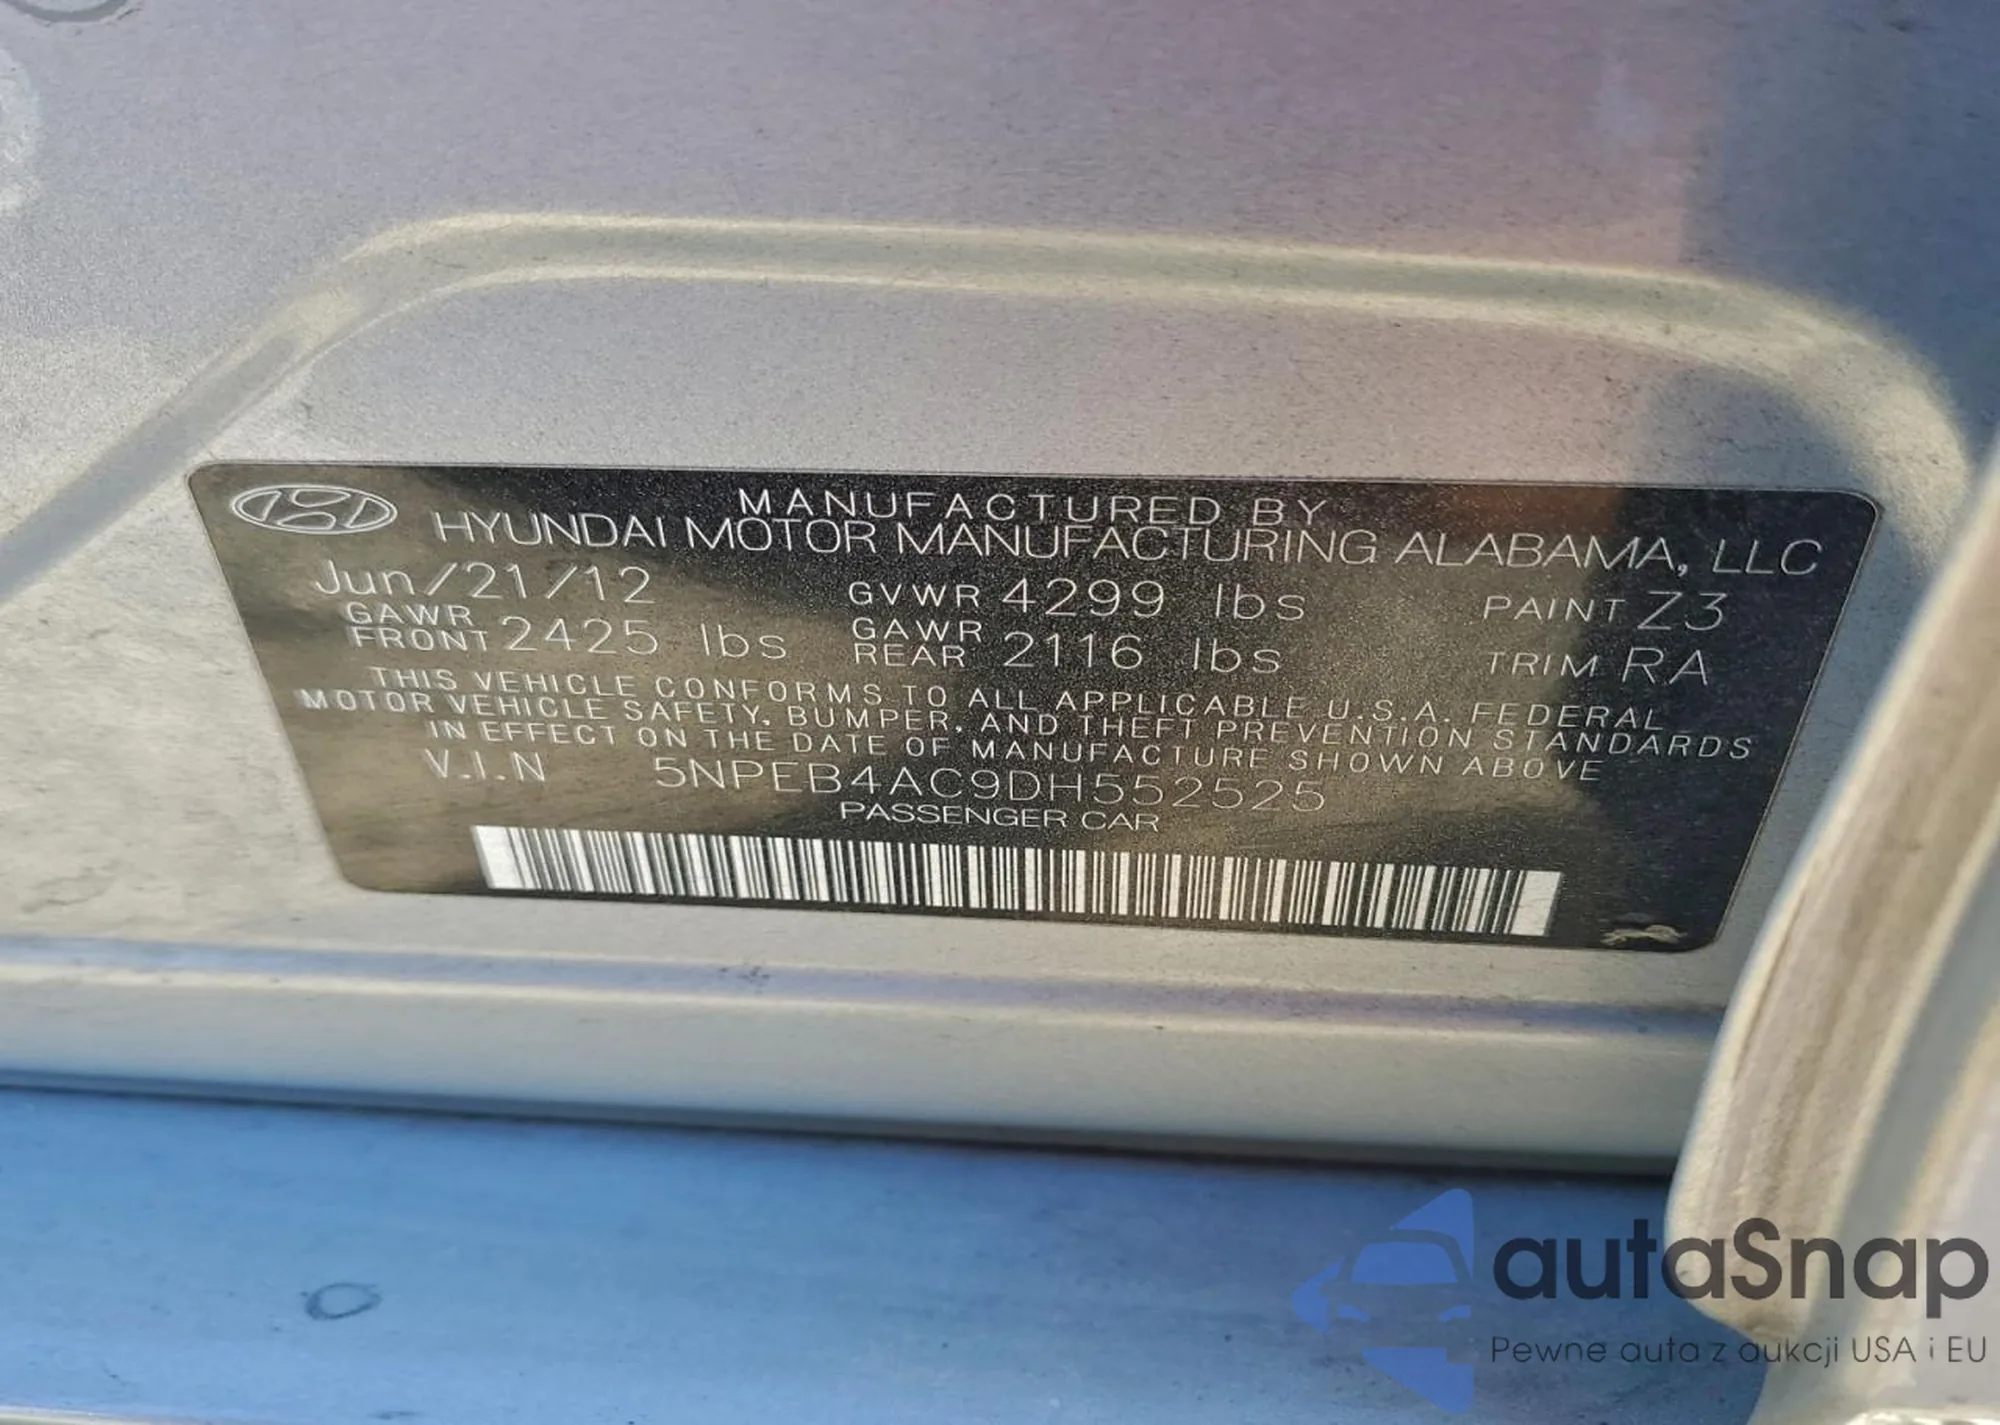 MANUFACTURED BY
HYUNDAI MOTOR MANUFACTURING ALABAMA, LLC
Jun/21/12 GVWR 4299 lbs PAINT Z3
GAWR FRONT 2425 lbs GAWR REAR 2116 lbs TRIM RA
THIS VEHICLE CONFORMS TO ALL APPLICABLE U.S.A. FEDERAL
MOTOR VEHICLE SAFETY, BUMPER, AND THEFT PREVENTION STANDARDS
IN EFFECT ON THE DATE OF MANUFACTURE SHOWN ABOVE
V.I.N 5NPEB4AC9DH552525
PASSENGER CAR
autaSnap
Pewne auta z aukcji USA i EU